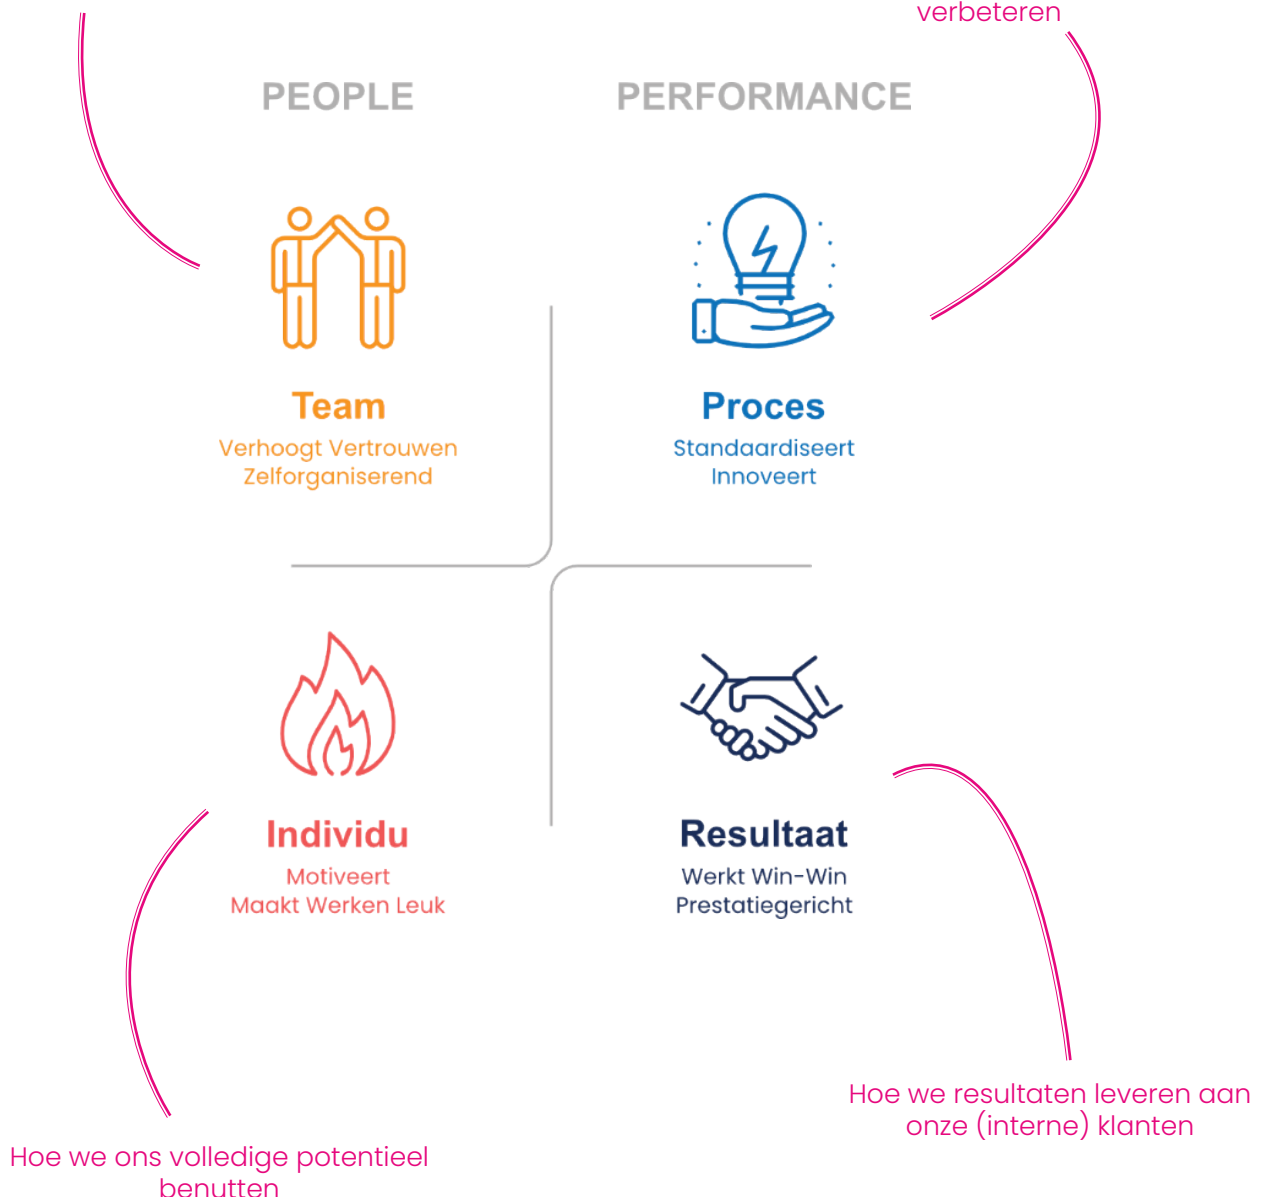 verbeteren
PEOPLE
PERFORMANCE
Team
Verhoogt Vertrouwen
Zelforganiserend
Proces
Standaardiseert
Innoveert
Individu
Motiveert
Maakt Werken Leuk
Resultaat
Werkt Win-Win
Prestatiegericht
Hoe we resultaten leveren aan
onze (interne) klanten
Hoe we ons volledige potentieel
benutten